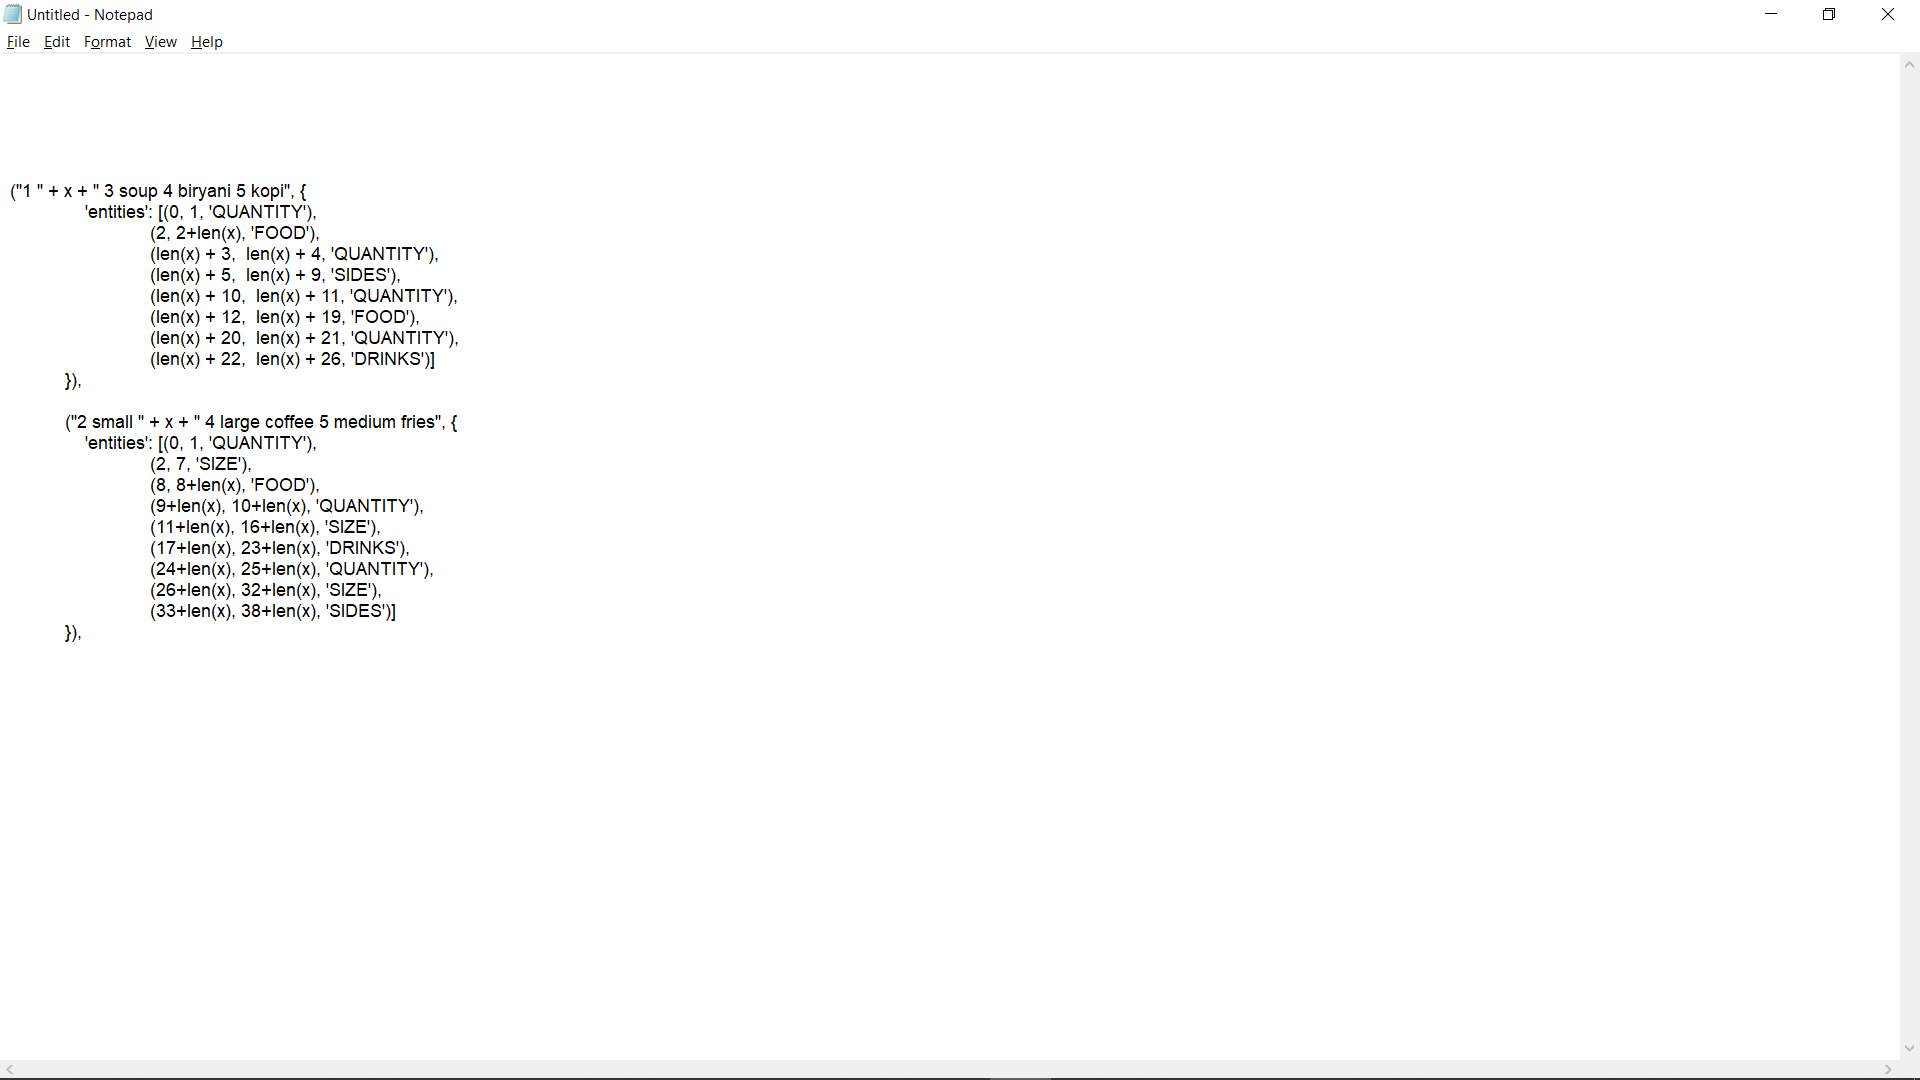 Untitled - Notepad
File Edit Format View Help
("1 " + x + " 3 soup 4 biryani 5 kopi", {
'entities': [(0, 1, 'QUANTITY'),
(2, 2+len(x), 'FOOD'),
(len(x) + 3,  len(x) + 4, 'QUANTITY'),
(len(x) + 5,  len(x) + 9, 'SIDES'),
(len(x) + 10,  len(x) + 11, 'QUANTITY'),
(len(x) + 12,  len(x) + 19, 'FOOD'),
(len(x) + 20,  len(x) + 21, 'QUANTITY'),
(len(x) + 22,  len(x) + 26, 'DRINKS')]
}),
("2 small " + x + " 4 large coffee 5 medium fries", {
'entities': [(0, 1, 'QUANTITY'),
(2, 7, 'SIZE'),
(8, 8+len(x), 'FOOD'),
(9+len(x), 10+len(x), 'QUANTITY'),
(11+len(x), 16+len(x), 'SIZE'),
(17+len(x), 23+len(x), 'DRINKS'),
(24+len(x), 25+len(x), 'QUANTITY'),
(26+len(x), 32+len(x), 'SIZE'),
(33+len(x), 38+len(x), 'SIDES')]
}),